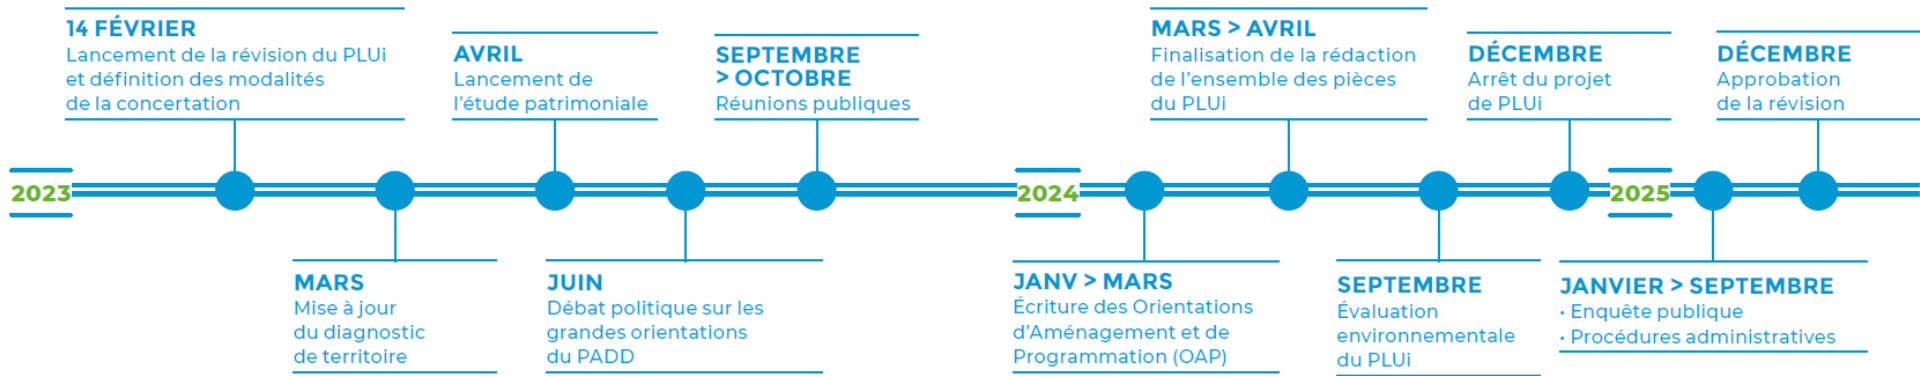 2023
14 FÉVRIER
Lancement de la révision du PLUi
et définition des modalités
de la concertation
MARS
Mise à jour
du diagnostic
de territoire
AVRIL
Lancement de
l'étude patrimoniale
JUIN
Débat politique sur les
grandes orientations
du PADD
SEPTEMBRE
> OCTOBRE
Réunions publiques
2024
JANV > MARS
Écriture des Orientations
d'Aménagement et de
Programmation (OAP)
MARS > AVRIL
Finalisation de la rédaction
de l'ensemble des pièces
du PLUi
SEPTEMBRE
Évaluation
environnementale
du PLUi
DÉCEMBRE
Arrêt du projet
de PLUi
2025
JANVIER > SEPTEMBRE
• Enquête publique
• Procédures administratives
DÉCEMBRE
Approbation
de la révision